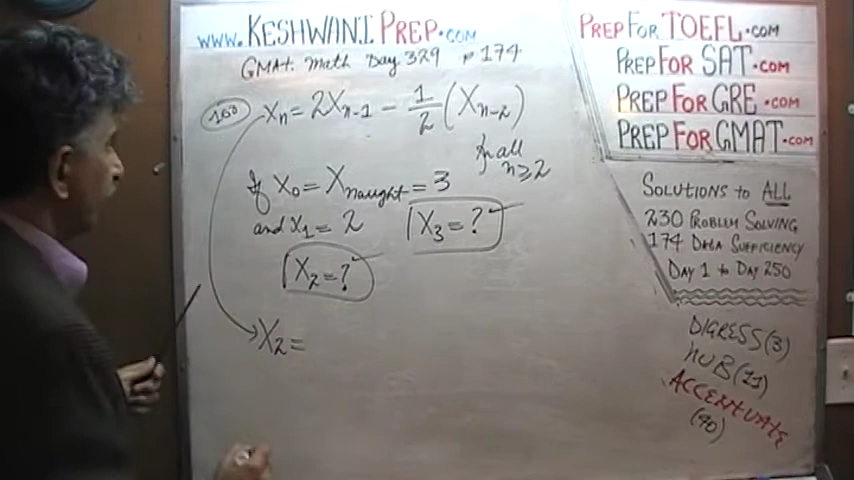 www.KESHWANI PREP.com
GMAT Math Day 329 p 174
160 Xn = 2Xn-1 - 1/2 (Xn-2)
for all
n ≥ 2
If X0 = Xnaught = 3
and X1 = 2
X3 = ?
X2 = ?
X2 =
PREP FOR TOEFL.com
PREP FOR SAT.com
PREP FOR GRE.com
PREP FOR GMAT.com
SOLUTIONS to ALL
230 PROBLEM SOLVING
174 DATA SUFFICIENCY
DAY 1 to DAY 250
DIGRESS (3)
HUB (11)
ACCENTUATE
(90)